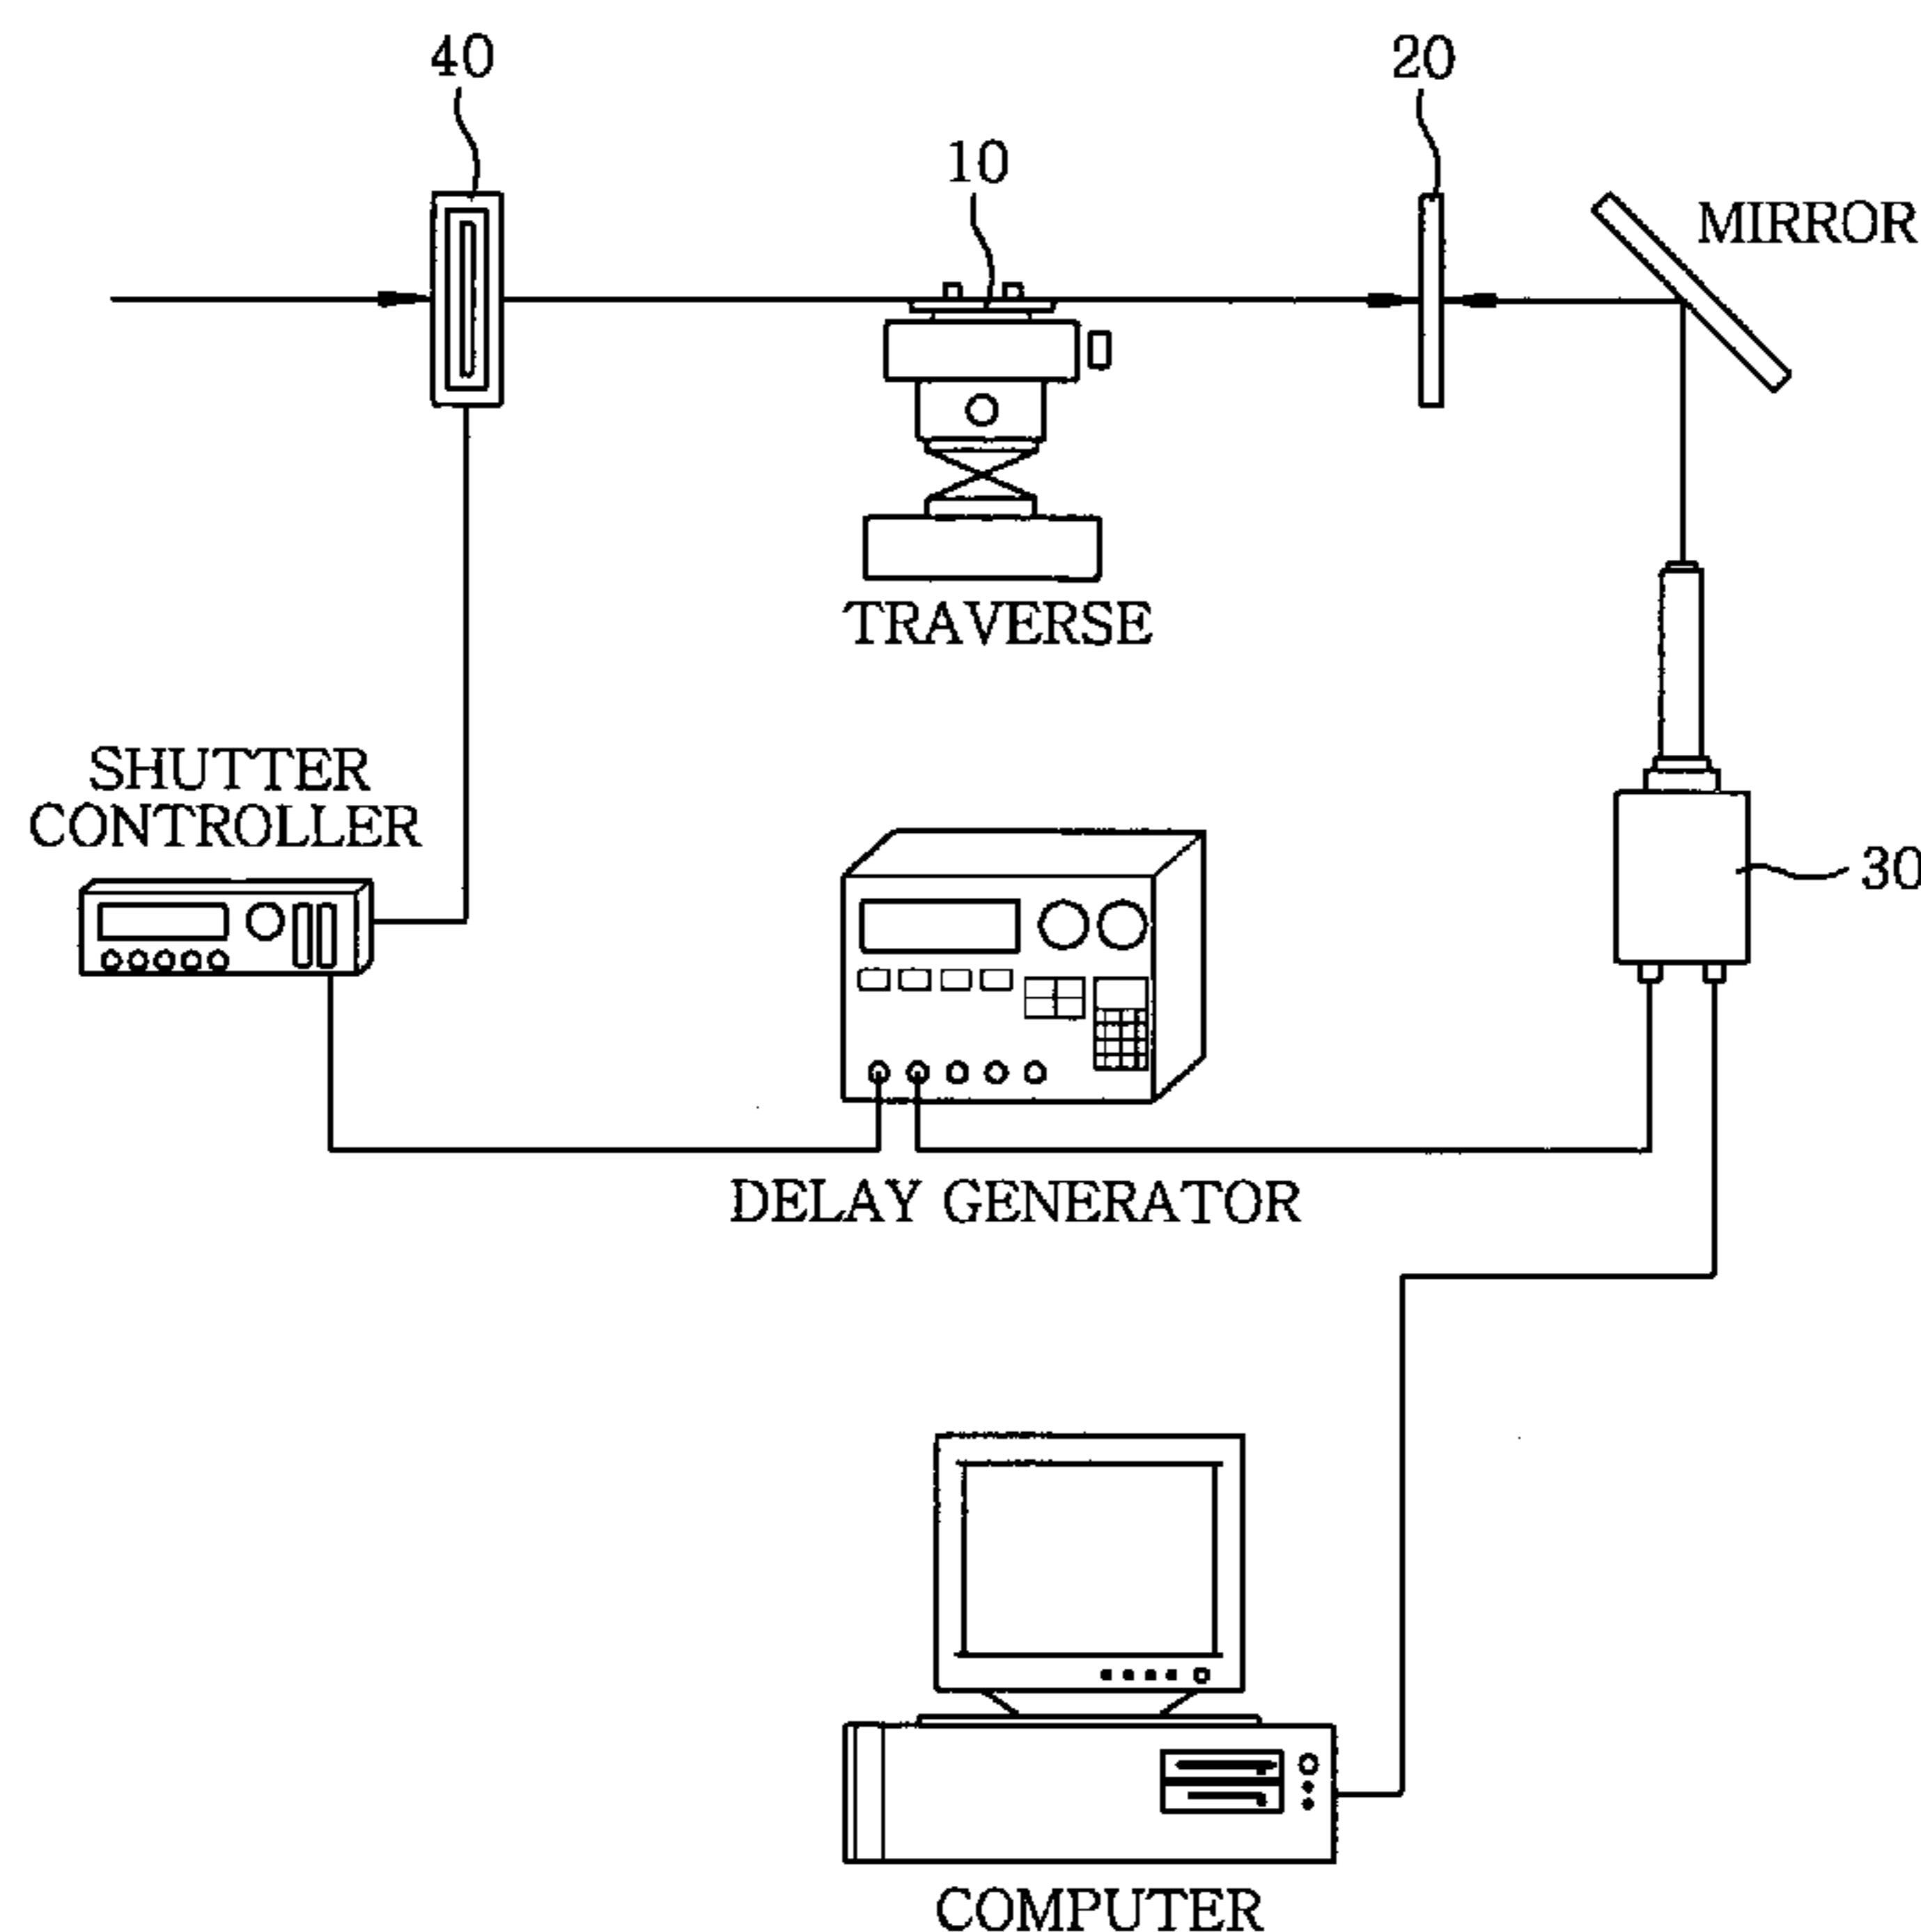 40
20
10
MIRROR
TRAVERSE
SHUTTER
CONTROLLER
30
DELAY GENERATOR
COMPUTER